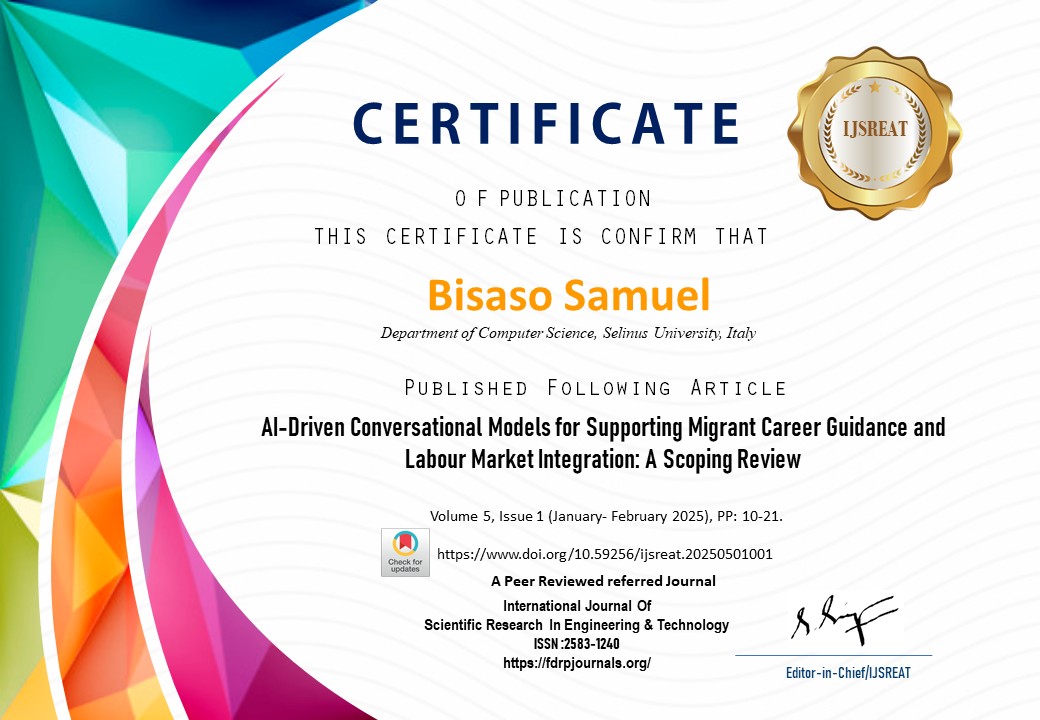 CERTIFICATE
IJSREAT
O F PUBLICATION
THIS CERTIFICATE IS CONFIRM THAT
Bisaso Samuel
Department of Computer Science, Selinus University, Italy
Published Following Article
AI-Driven Conversational Models for Supporting Migrant Career Guidance and
Labour Market Integration: A Scoping Review
Volume 5, Issue 1 (January- February 2025), PP: 10-21.
Check for
updates
https://www.doi.org/10.59256/ijsreat.20250501001
A Peer Reviewed referred Journal
International Journal Of
Scientific Research In Engineering & Technology
ISSN :2583-1240
https://fdrpjournals.org/
Editor-in-Chief/IJSREAT